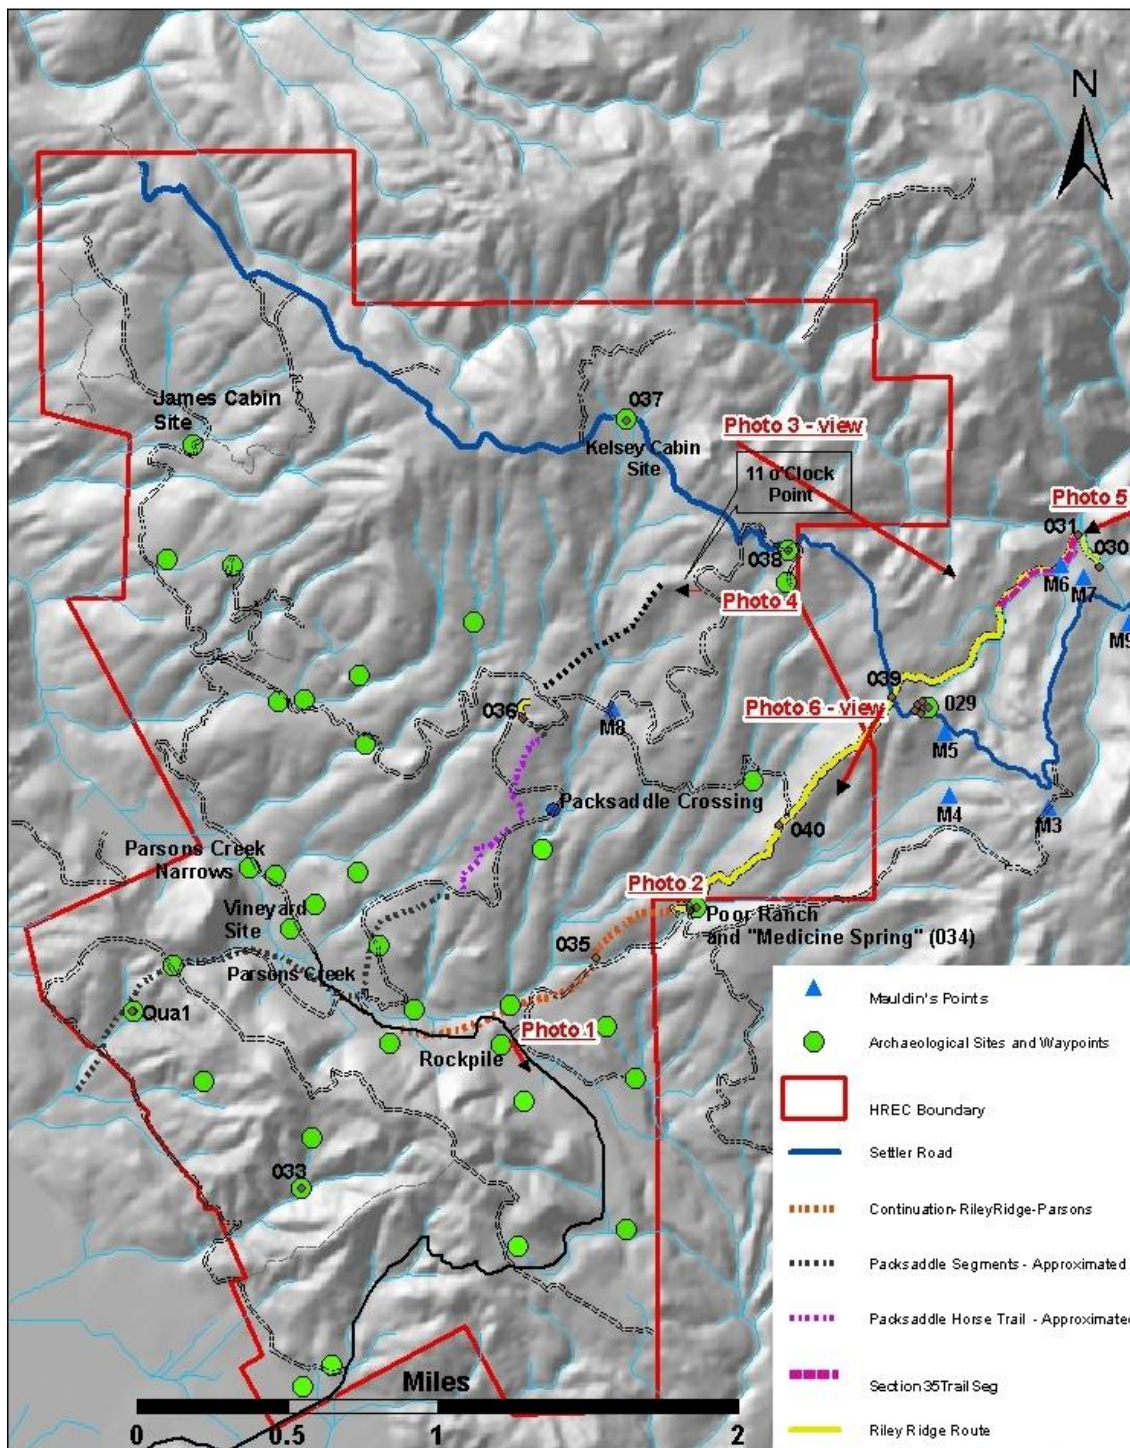 N
James Cabin
Site
037
Kelsey Cabin
Site
Photo 3 - view
11 o'Clock
Point
Photo 5
031
030
038
M6
M7
Photo 4
M9
039
029
036
M8
Photo 6 - view
M5
Packsaddle Crossing
M4
M3
040
Parsons Creek
Narrows
Photo 2
Vineyard
Site
Poor Ranch
and "Medicine Spring" (034)
035
Parsons Creek
Qua1
Photo 1
Rockpile
033
Mauldin's Points
Archaeological Sites and Waypoints
HREC Boundary
Settler Road
Continuation-RileyRidge-Parsons
Packsaddle Segments - Approximated
Packsaddle Horse Trail - Approximated
Section 35Trail Seg
Riley Ridge Route
Miles
0 0.5 1 2